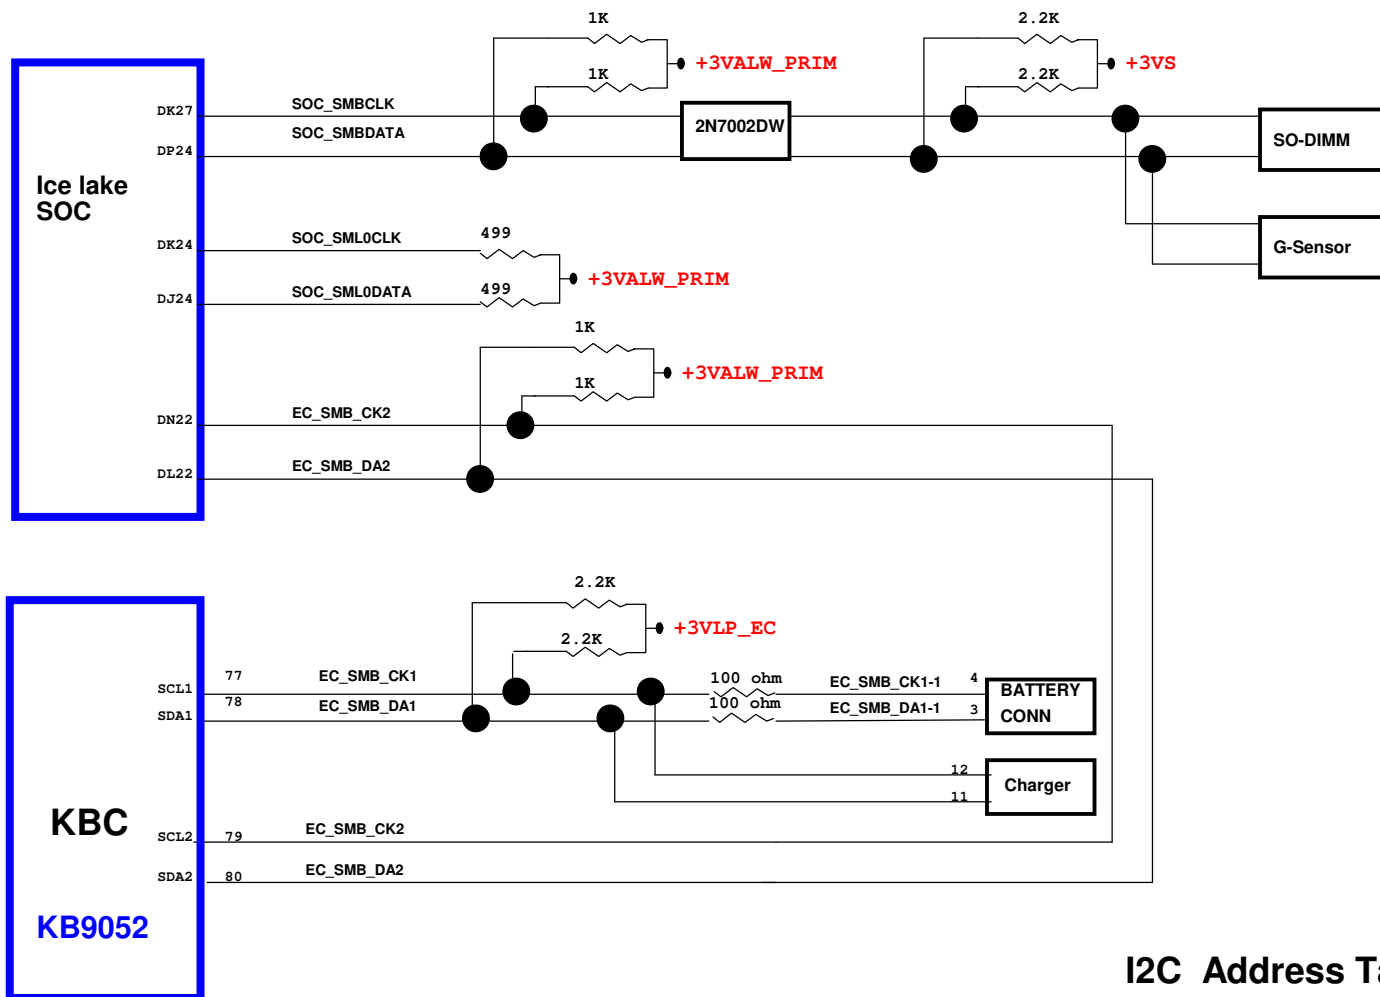 1K
2.2K
+3VALW_PRIM
+3VS
1K
2.2K
DK27
SOC_SMBCLK
2N7002DW
SOC_SMBDATA
DP24
SO-DIMM
Ice lake
SOC
DK24
SOC_SML0CLK
499
G-Sensor
+3VALW_PRIM
DJ24
SOC_SML0DATA
499
1K
+3VALW_PRIM
1K
DN22
EC_SMB_CK2
DL22
EC_SMB_DA2
2.2K
+3VLP_EC
2.2K
SCL1
77
EC_SMB_CK1
100 ohm
EC_SMB_CK1-1
4
BATTERY
CONN
SDA1
78
EC_SMB_DA1
100 ohm
EC_SMB_DA1-1
3
12
Charger
11
KBC
SCL2
79
EC_SMB_CK2
SDA2
80
EC_SMB_DA2
KB9052
I2C Address Ta